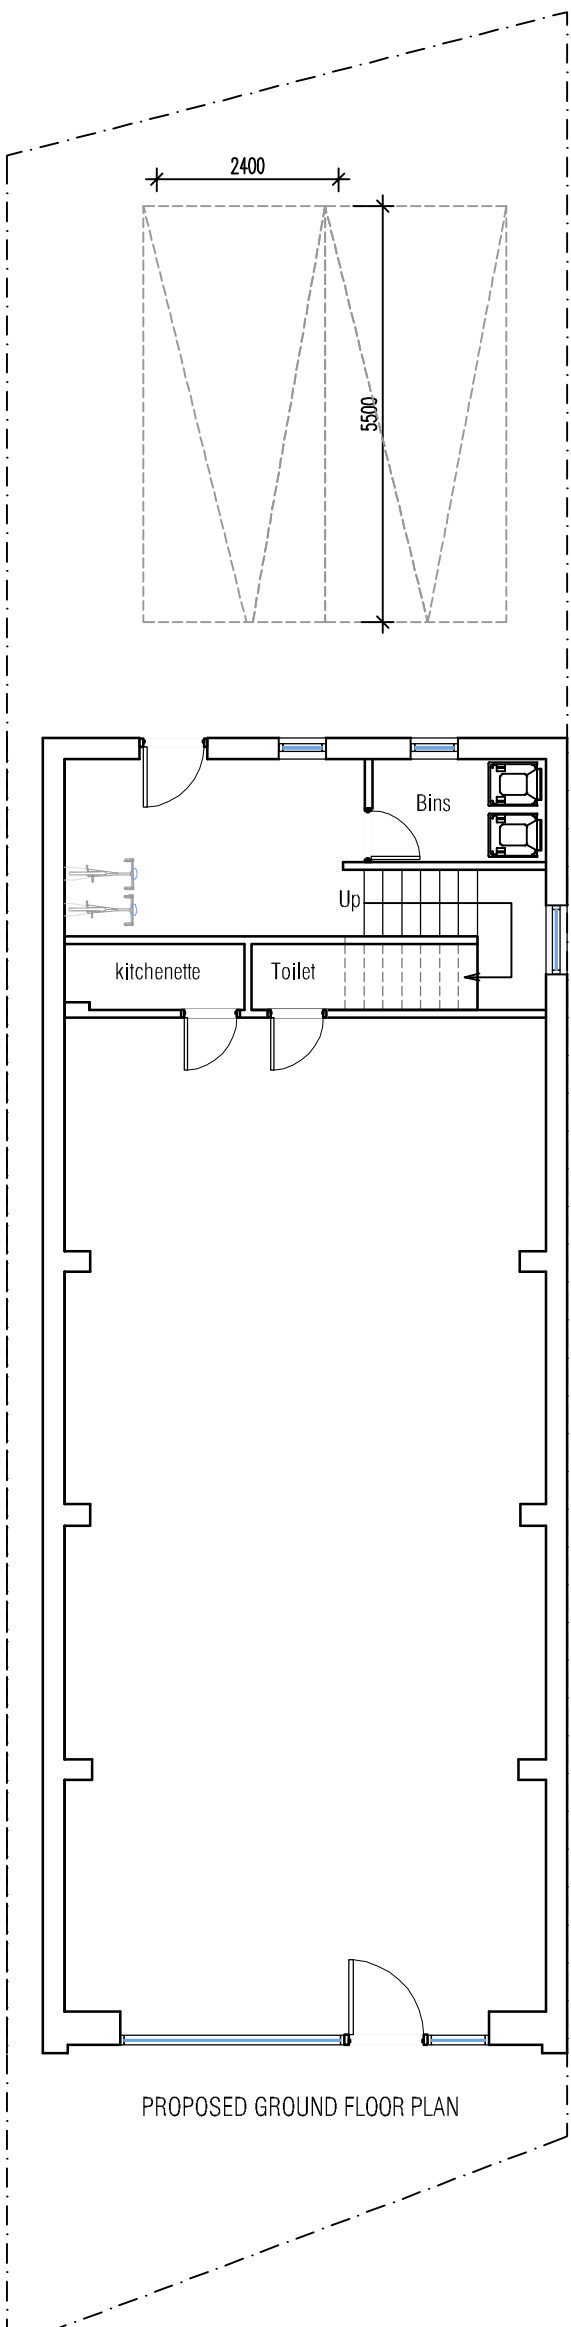 2400
5500
Bins
Up
kitchenette
Toilet
PROPOSED GROUND FLOOR PLAN